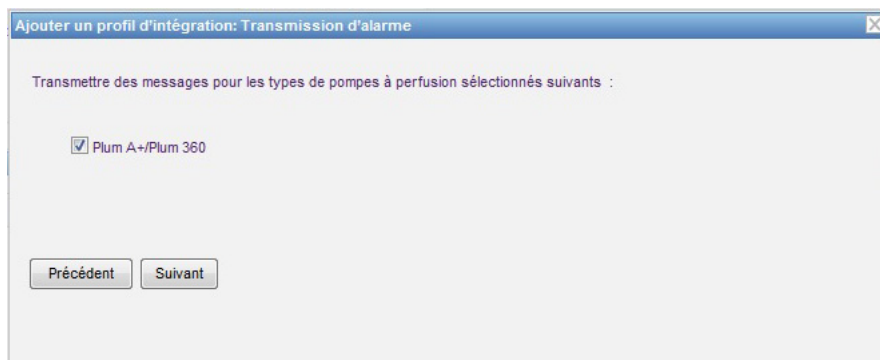 Ajouter un profil d'intégration: Transmission d'alarme
Transmettre des messages pour les types de pompes à perfusion sélectionnés suivants :
Plum A+/Plum 360
Précédent Suivant